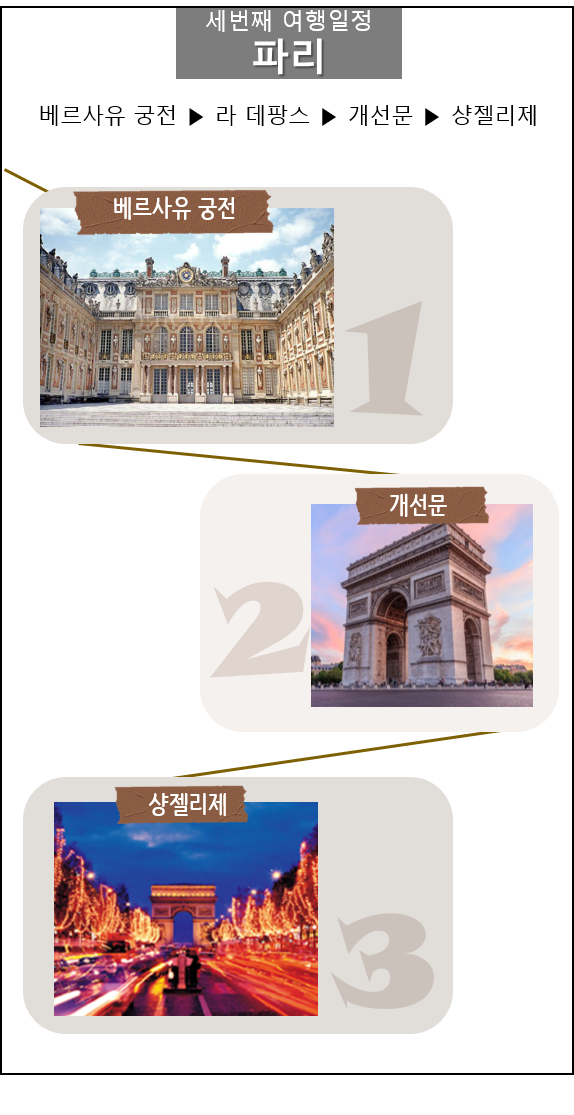 세번째 여행일정
파리
베르사유 궁전 ▶ 라 데팡스 ▶ 개선문 ▶ 샹젤리제
베르사유 궁전
1
개선문
2
샹젤리제
3